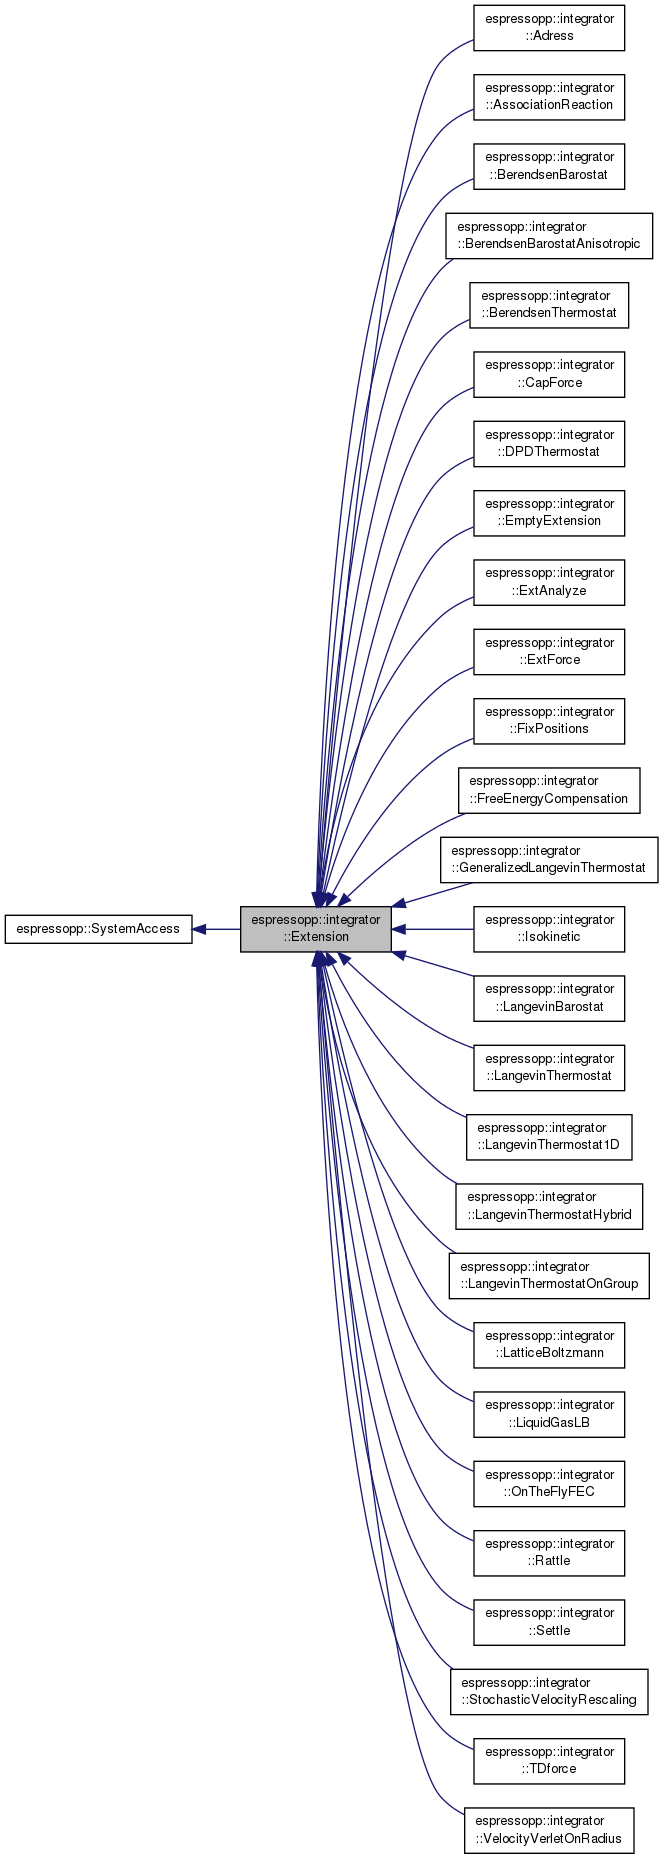 espressopp::integrator
::Adress
espressopp::integrator
::AssociationReaction
espressopp::integrator
::BerendsenBarostat
espressopp::integrator
::BerendsenBarostatAnisotropic
espressopp::integrator
::BerendsenThermostat
espressopp::integrator
::CapForce
espressopp::integrator
::DPDThermostat
espressopp::integrator
::EmptyExtension
espressopp::integrator
::ExtAnalyze
espressopp::integrator
::ExtForce
espressopp::integrator
::FixPositions
espressopp::integrator
::FreeEnergyCompensation
espressopp::integrator
::GeneralizedLangevinThermostat
espressopp::SystemAccess
espressopp::integrator
::Extension
espressopp::integrator
::Isokinetic
espressopp::integrator
::LangevinBarostat
espressopp::integrator
::LangevinThermostat
espressopp::integrator
::LangevinThermostat1D
espressopp::integrator
::LangevinThermostatHybrid
espressopp::integrator
::LangevinThermostatOnGroup
espressopp::integrator
::LatticeBoltzmann
espressopp::integrator
::LiquidGasLB
espressopp::integrator
::OnTheFlyFEC
espressopp::integrator
::Rattle
espressopp::integrator
::Settle
espressopp::integrator
::StochasticVelocityRescaling
espressopp::integrator
::TDforce
espressopp::integrator
::VelocityVerletOnRadius